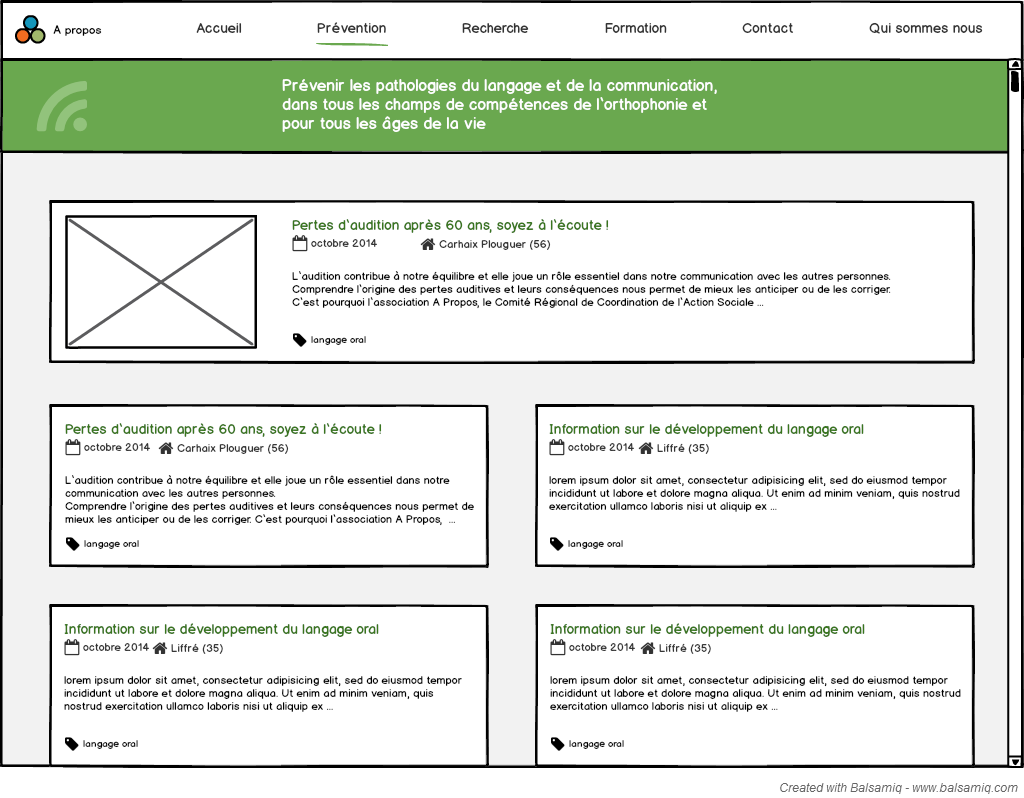 A propos
Accueil
Prévention
Recherche
Formation
Contact
Qui sommes nous
Prévenir les pathologies du langage et de la communication,
dans tous les champs de compétences de l'orthophonie et
pour tous les âges de la vie
Pertes d'audition après 60 ans, soyez à l'écoute !
octobre 2014 Carhaix Plouguer (56)
L'audition contribue à notre équilibre et elle joue un rôle essentiel dans notre communication avec les autres personnes.
Comprendre l'origine des pertes auditives et leurs conséquences nous permet de mieux les anticiper ou de les corriger.
C'est pourquoi l'association A Propos, le Comité Régional de Coordination de l'Action Sociale ...
langage oral
Pertes d'audition après 60 ans, soyez à l'écoute !
octobre 2014 Carhaix Plouguer (56)
L'audition contribue à notre équilibre et elle joue un rôle essentiel dans notre
communication avec les autres personnes.
Comprendre l'origine des pertes auditives et leurs conséquences nous permet de
mieux les anticiper ou de les corriger. C'est pourquoi l'association A Propos, ...
langage oral
Information sur le développement du langage oral
octobre 2014 Liffré (35)
lorem ipsum dolor sit amet, consectetur adipisicing elit, sed do eiusmod tempor
incididunt ut labore et dolore magna aliqua. Ut enim ad minim veniam, quis nostrud
exercitation ullamco laboris nisi ut aliquip ex ...
langage oral
Information sur le développement du langage oral
octobre 2014 Liffré (35)
lorem ipsum dolor sit amet, consectetur adipisicing elit, sed do eiusmod tempor
incididunt ut labore et dolore magna aliqua. Ut enim ad minim veniam, quis
nostrud exercitation ullamco laboris nisi ut aliquip ex ...
langage oral
Information sur le développement du langage oral
octobre 2014 Liffré (35)
lorem ipsum dolor sit amet, consectetur adipisicing elit, sed do eiusmod tempor
incididunt ut labore et dolore magna aliqua. Ut enim ad minim veniam, quis nostrud
exercitation ullamco laboris nisi ut aliquip ex ...
langage oral
Created with Balsamiq - www.balsamiq.com